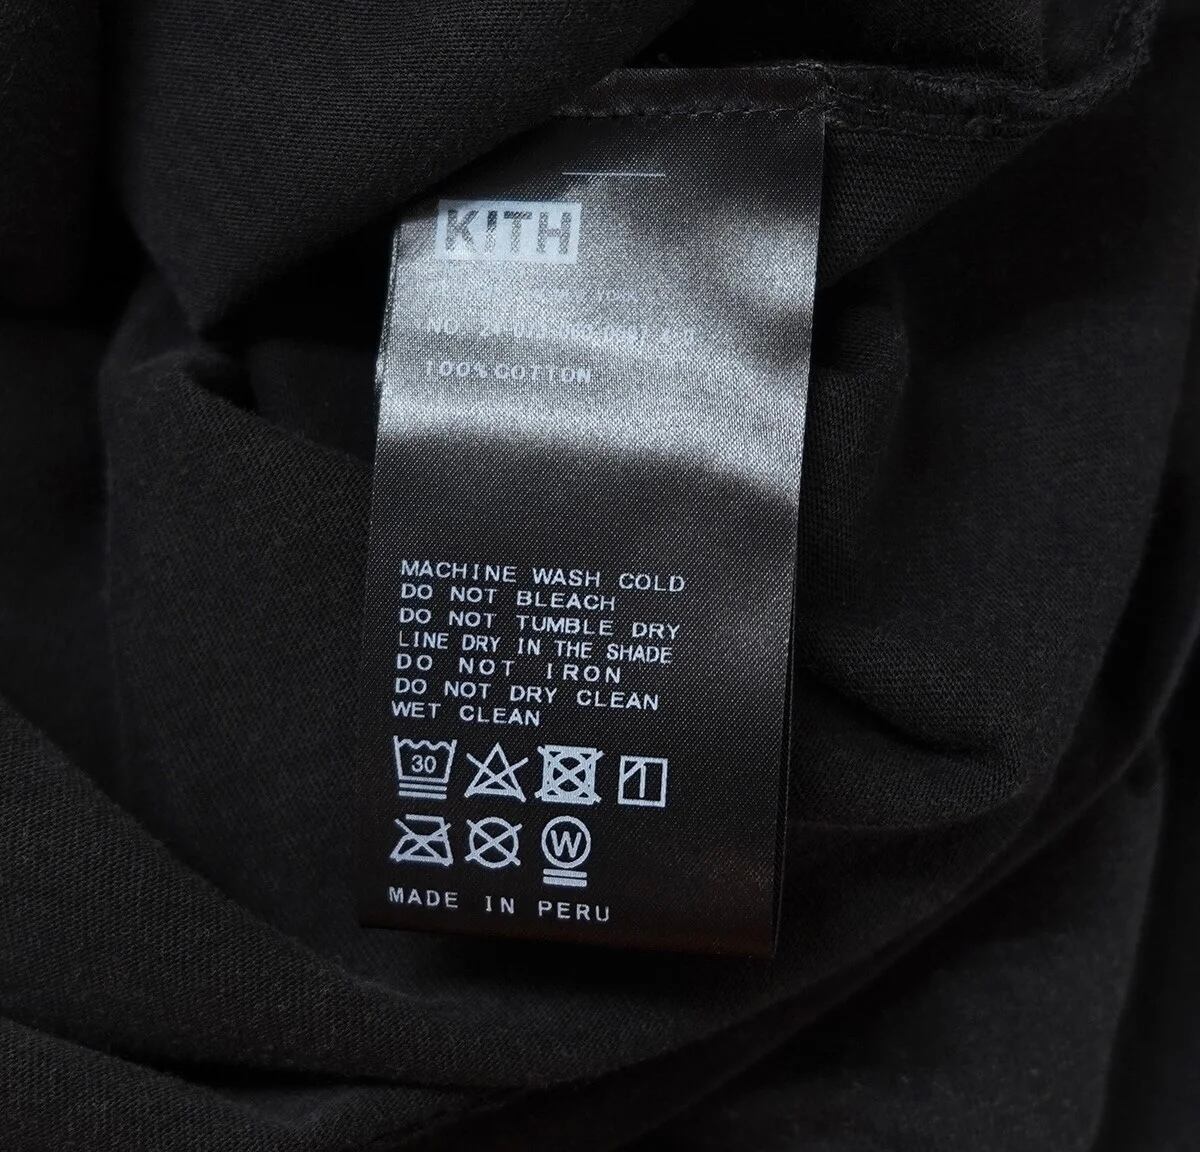 KITH
NO.
100% COTTON
MACHINE WASH COLD
DO NOT BLEACH
DO NOT TUMBLE DRY
LINE DRY IN THE SHADE
DO NOT IRON
DO NOT DRY CLEAN
WET CLEAN
30
W
MADE IN PERU